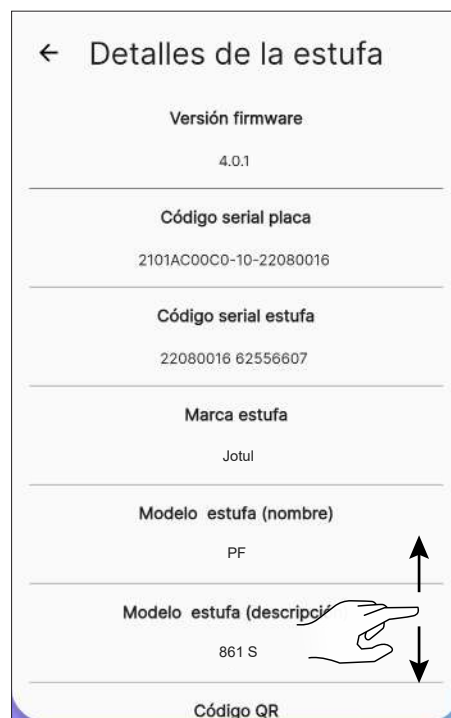 Detalles de la estufa
Versión firmware
4.0.1
Código serial placa
2101AC00C0-10-22080016
Código serial estufa
22080016 62556607
Marca estufa
Jotul
Modelo estufa (nombre)
PF
Modelo estufa (descripció
861 S
Código QR